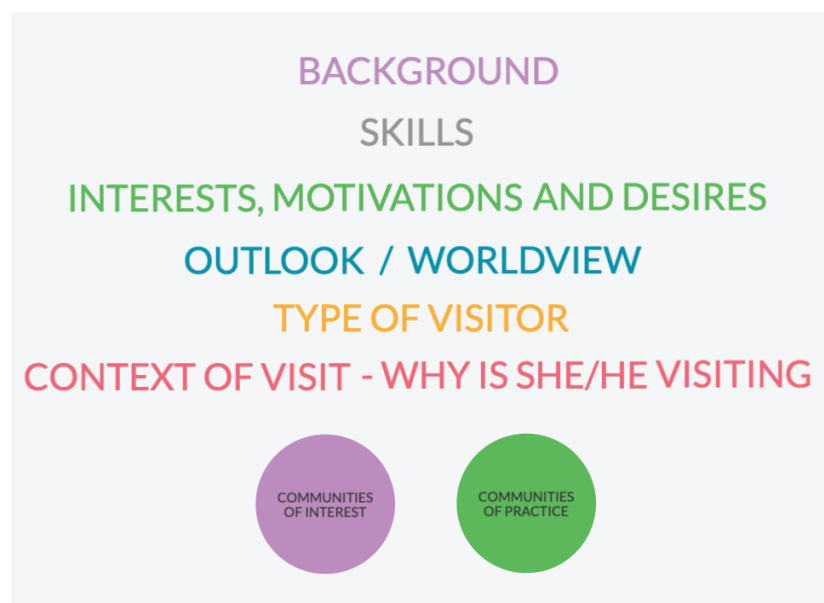 BACKGROUND
SKILLS
INTERESTS, MOTIVATIONS AND DESIRES
OUTLOOK / WORLDVIEW
TYPE OF VISITOR
CONTEXT OF VISIT - WHY IS SHE/HE VISITING
COMMUNITIES
OF INTEREST
COMMUNITIES
OF PRACTICE